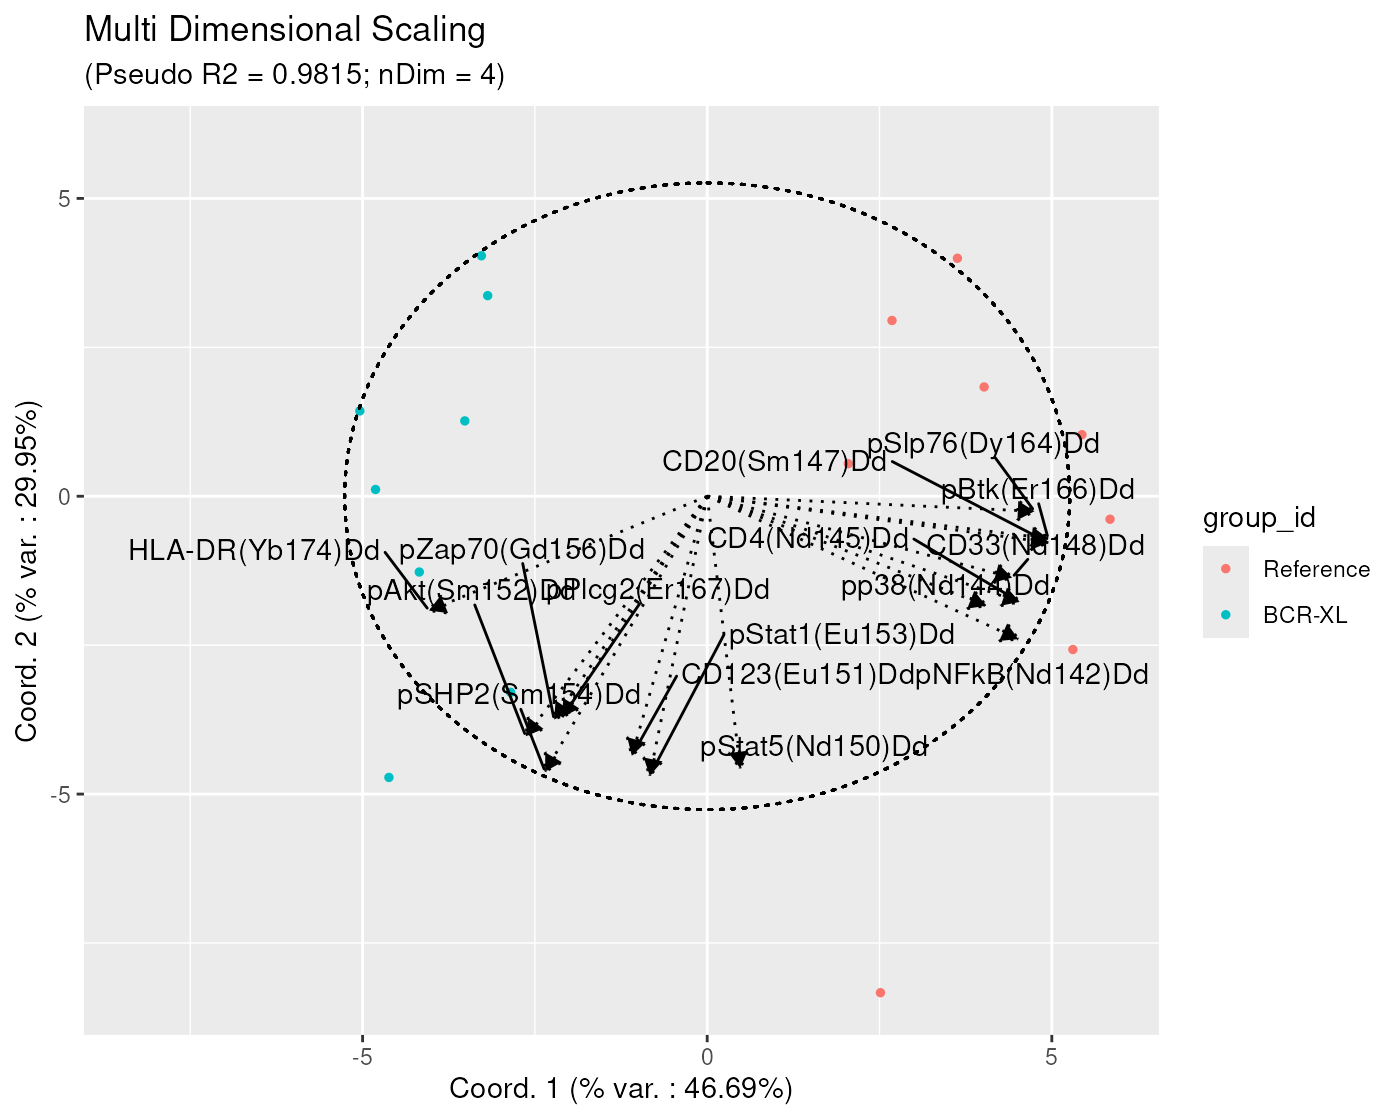 Multi Dimensional Scaling
(Pseudo R2 = 0.9815; nDim = 4)
Coord. 2 (% var. : 29.95%)
5
0
-5
pSlp76(Dy164)Dd
CD20(Sm147)Dd
pBtk(Er166)Dd
CD4(Nd145)Dd
CD33(Nd148)Dd
HLA-DR(Yb174)Dd
pZap70(Gd156)Dd
pp38(Nd144)Dd
pAkt(Sm152)Dd
pPlcg2(Er167)Dd
pStat1(Eu153)Dd
CD123(Eu151)Dd
pNFkB(Nd142)Dd
pSHP2(Sm154)Dd
pStat5(Nd150)Dd
-5
0
5
Coord. 1 (% var. : 46.69%)
group_id
Reference
BCR-XL